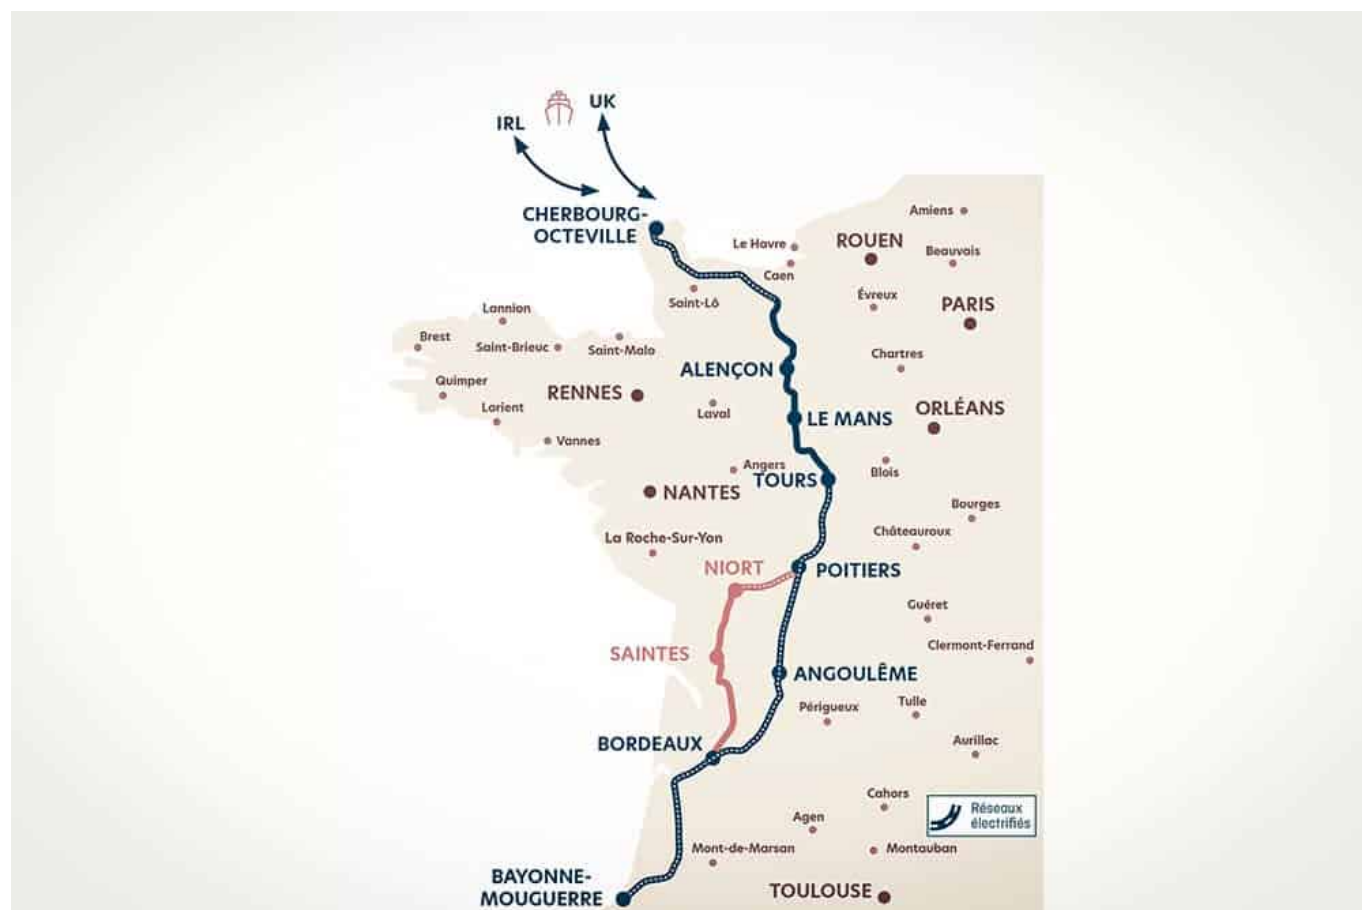 UK
IRL
CHERBOURG-
OCTEVILLE
Amiens
Le Havre
ROUEN
Beauvais
Caen
Saint-Lô
Évreux
PARIS
Lannion
Brest
Saint-Brieuc
Saint-Malo
Chartres
ALENÇON
Quimper
RENNES
Lorient
Laval
ORLÉANS
LE MANS
Vannes
Angers
Blois
TOURS
NANTES
Bourges
Châteauroux
La Roche-Sur-Yon
NIORT
POITIERS
Guéret
Clermont-Ferrand
SAINTES
ANGOULÊME
Périgueux
Tulle
BORDEAUX
Aurillac
Cahors
Réseaux
électrifiés
Agen
Mont-de-Marsan
Montauban
BAYONNE-
MOUGUERRE
TOULOUSE